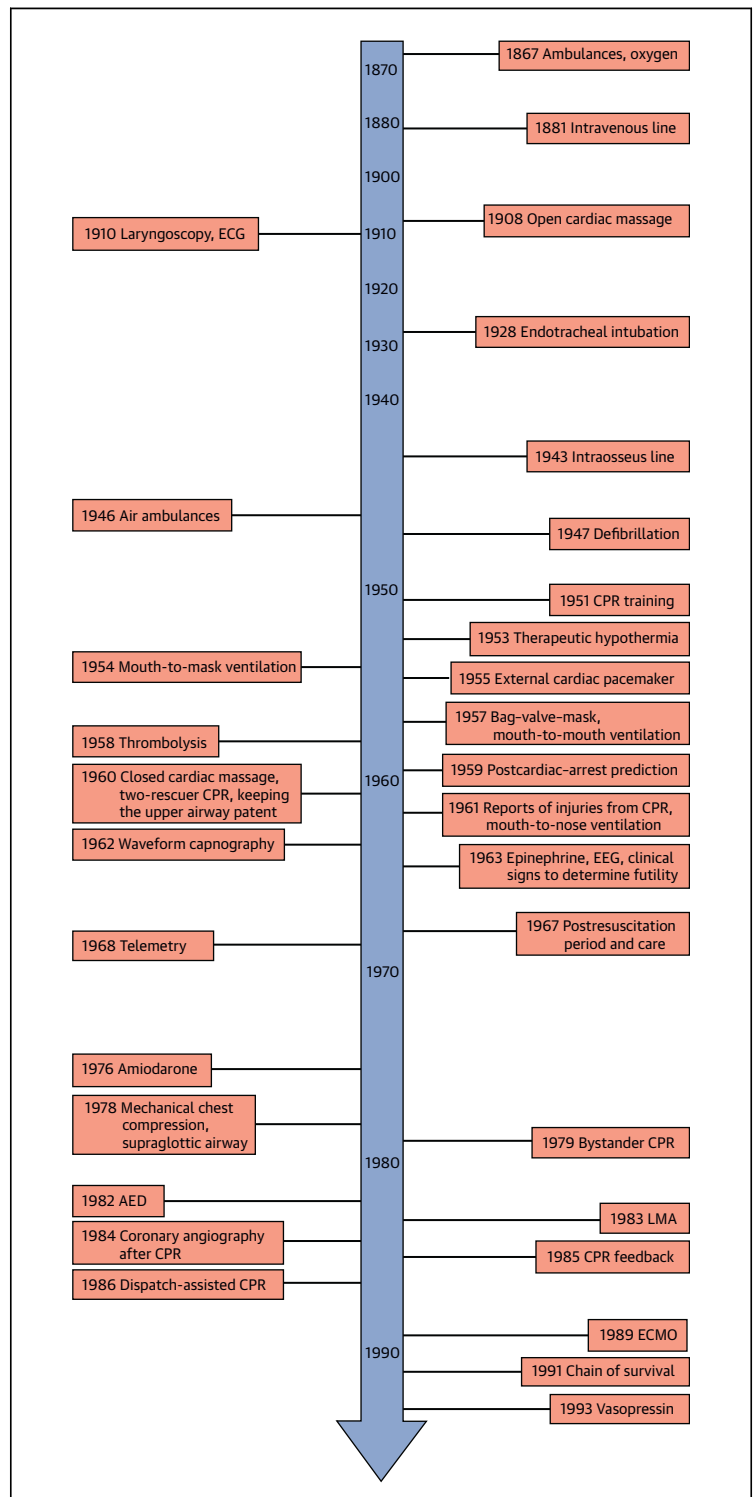 1867 Ambulances, oxygen
1870
1880
1881 Intravenous line
1900
1908 Open cardiac massage
1910 Laryngoscopy, ECG
1910
1920
1928 Endotracheal intubation
1930
1940
1943 Intraosseus line
1946 Air ambulances
1947 Defibrillation
1950
1951 CPR training
1953 Therapeutic hypothermia
1954 Mouth-to-mask ventilation
1955 External cardiac pacemaker
1957 Bag-valve-mask,
mouth-to-mouth ventilation
1958 Thrombolysis
1959 Postcardiac-arrest prediction
1960 Closed cardiac massage,
two-rescuer CPR, keeping
the upper airway patent
1960
1961 Reports of injuries from CPR,
mouth-to-nose ventilation
1962 Waveform capnography
1963 Epinephrine, EEG, clinical
signs to determine futility
1967 Postresuscitation
period and care
1968 Telemetry
1970
1976 Amiodarone
1978 Mechanical chest
compression,
supraglottic airway
1979 Bystander CPR
1980
1982 AED
1983 LMA
1984 Coronary angiography
after CPR
1985 CPR feedback
1986 Dispatch-assisted CPR
1989 ECMO
1990
1991 Chain of survival
1993 Vasopressin